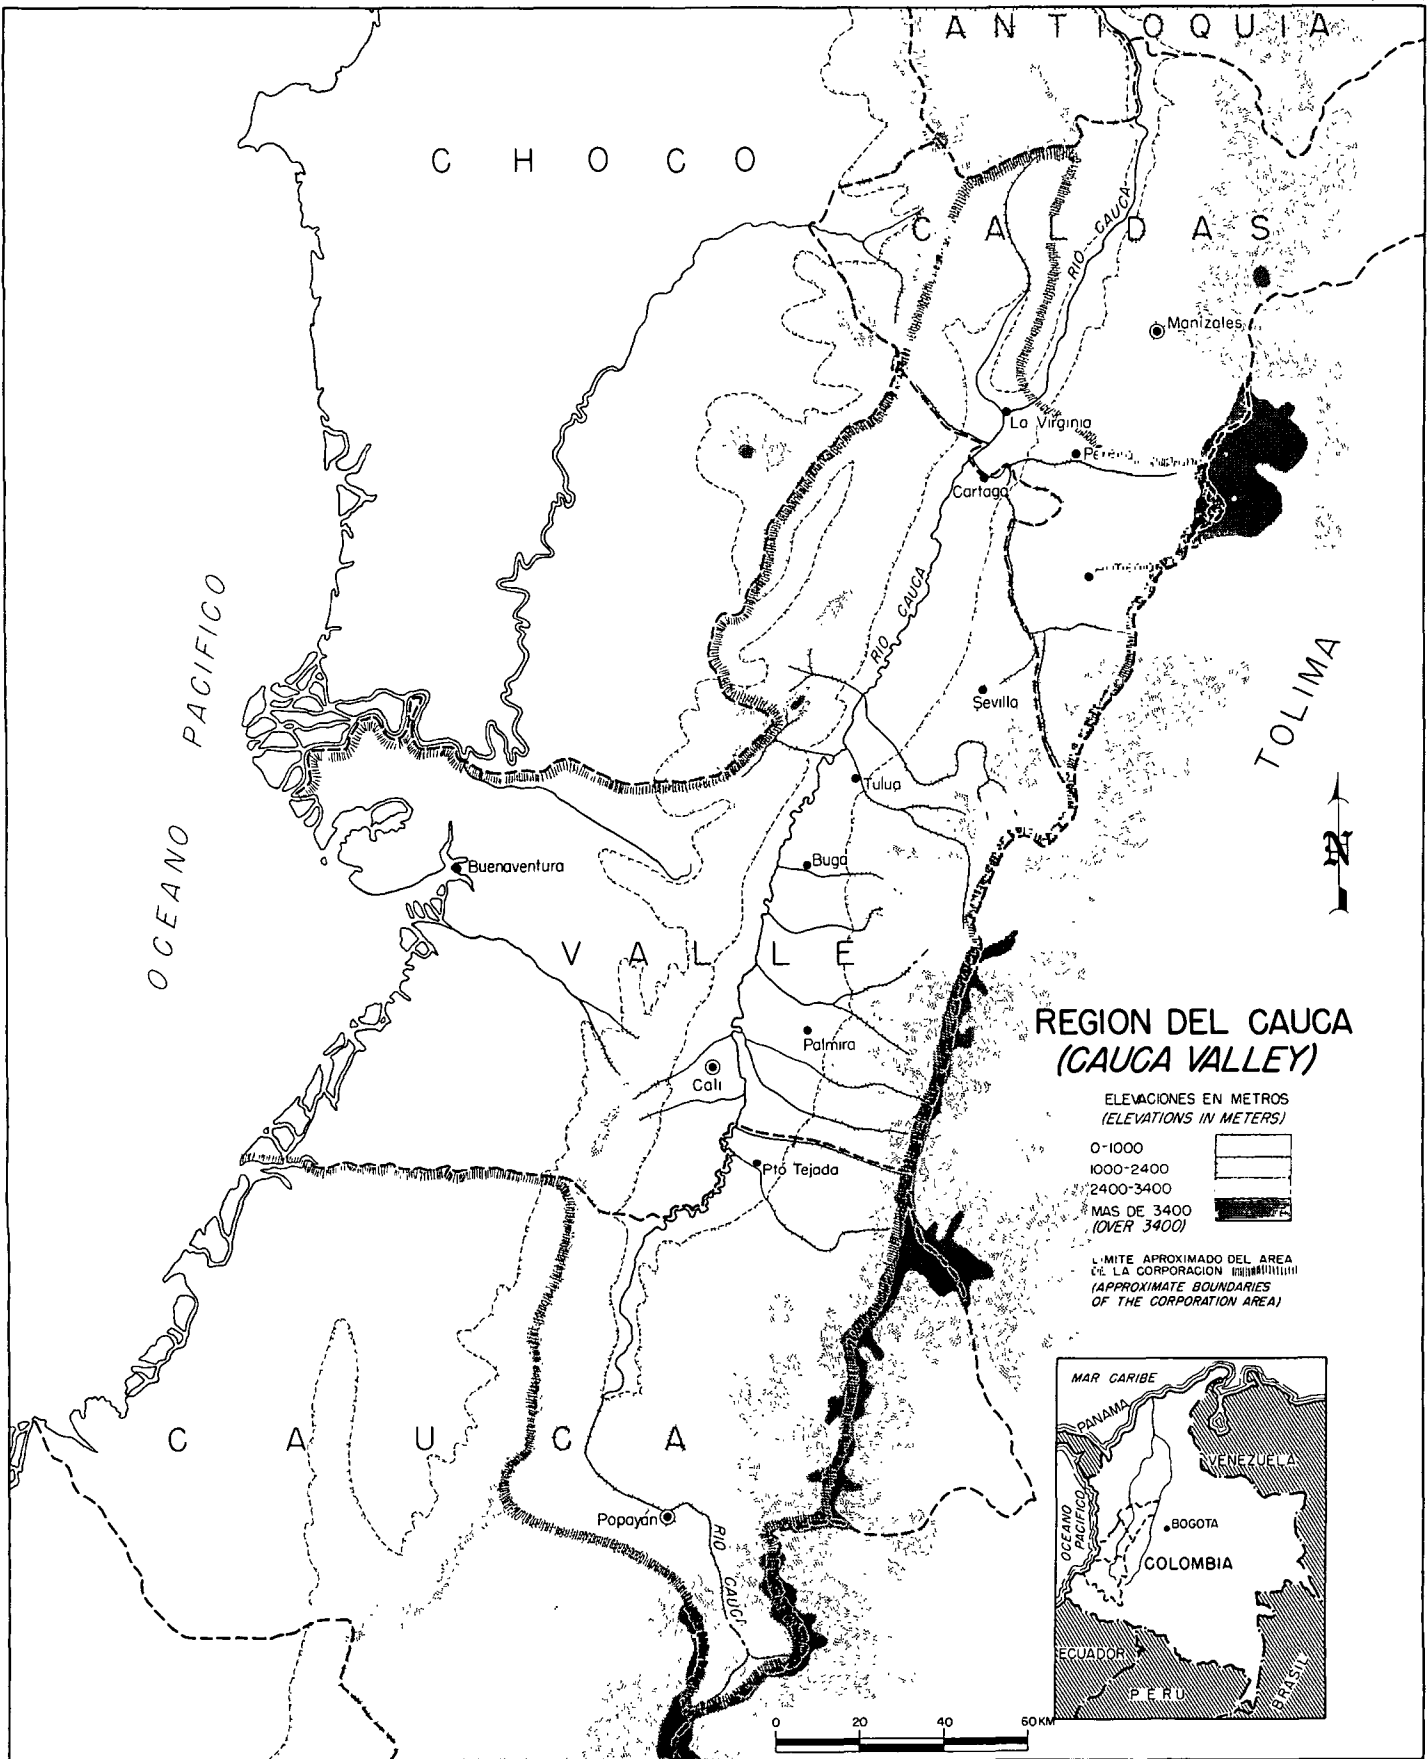 ANTIOQUIA
CHOCO
CALDAS
RIO CAUCA
Manizales
La Virginia
Pereira
Cartago
RIO CAUCA
OCEANO PACIFICO
Sevilla
TOLIMA
Tulua
Buga
Buenaventura
OCEANO PACIFICO
VALLE
N
REGION DEL CAUCA
(CAUCA VALLEY)
Palmira
Cali
ELEVACIONES EN METROS
(ELEVATIONS IN METERS)
0-1000
1000-2400
2400-3400
MAS DE 3400
(OVER 3400)
Pto Tejada
LIMITE APROXIMADO DEL AREA
DE LA CORPORACION
(APPROXIMATE BOUNDARIES
OF THE CORPORATION AREA)
CAUCA
Popayán
RIO CAUCA
MAR CARIBE
PANAMA
VENEZUELA
OCEANO
PACIFICO
BOGOTA
COLOMBIA
ECUADOR
PERU
BRASIL
0 20 40 60 KM